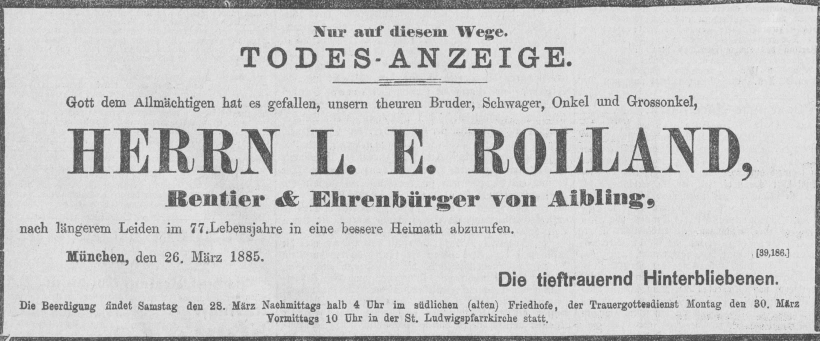 Nur auf diesem Wege.
TODES-ANZEIGE.
Gott dem Allmächtigen hat es gefallen, unsern theuren Bruder, Schwager, Onkel und Grossonkel,
HERRN L. E. ROLLAND,
Rentier & Ehrenbürger von Aibling,
nach längerem Leiden im 77.Lebensjahre in eine bessere Heimath abzurufen.
München, den 26. März 1885. [39,186.]
Die tieftrauernd Hinterbliebenen.
Die Beerdigung findet Samstag den 28. März Nachmittags halb 4 Uhr im südlichen (alten) Friedhofe, der Trauergottesdienst Montag den 30. März
Vormittags 10 Uhr in der St. Ludwigspfarrkirche statt.